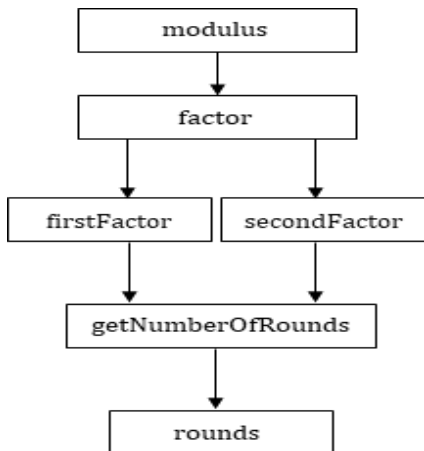 modulus
factor
firstFactor
secondFactor
getNumberOfRounds
rounds